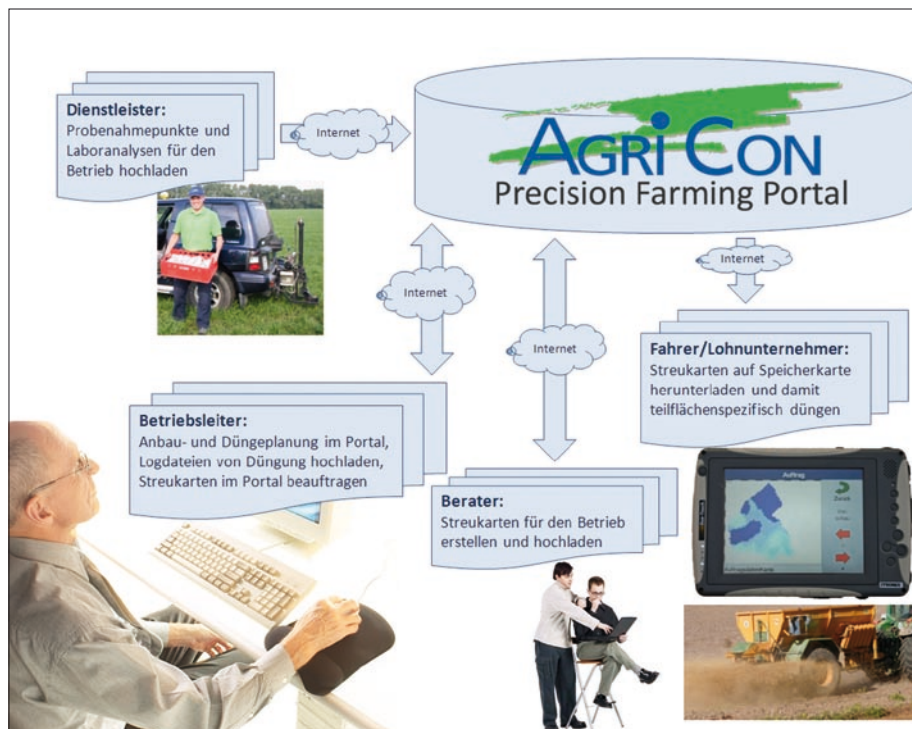 Dienstleister:
Probenahmepunkte und
Laboranalysen für den
Betrieb hochladen
Internet
AGRI CON
Precision Farming Portal
Internet
Internet
Internet
Fahrer/Lohnunternehmer:
Streukarten auf Speicherkarte
herunterladen und damit
teilflächenspezifisch düngen
Betriebsleiter:
Anbau- und Düngeplanung im Portal,
Logdateien von Düngung hochladen,
Streukarten im Portal beauftragen
Berater:
Streukarten für den Betrieb
erstellen und hochladen
Auftrag
Zurück